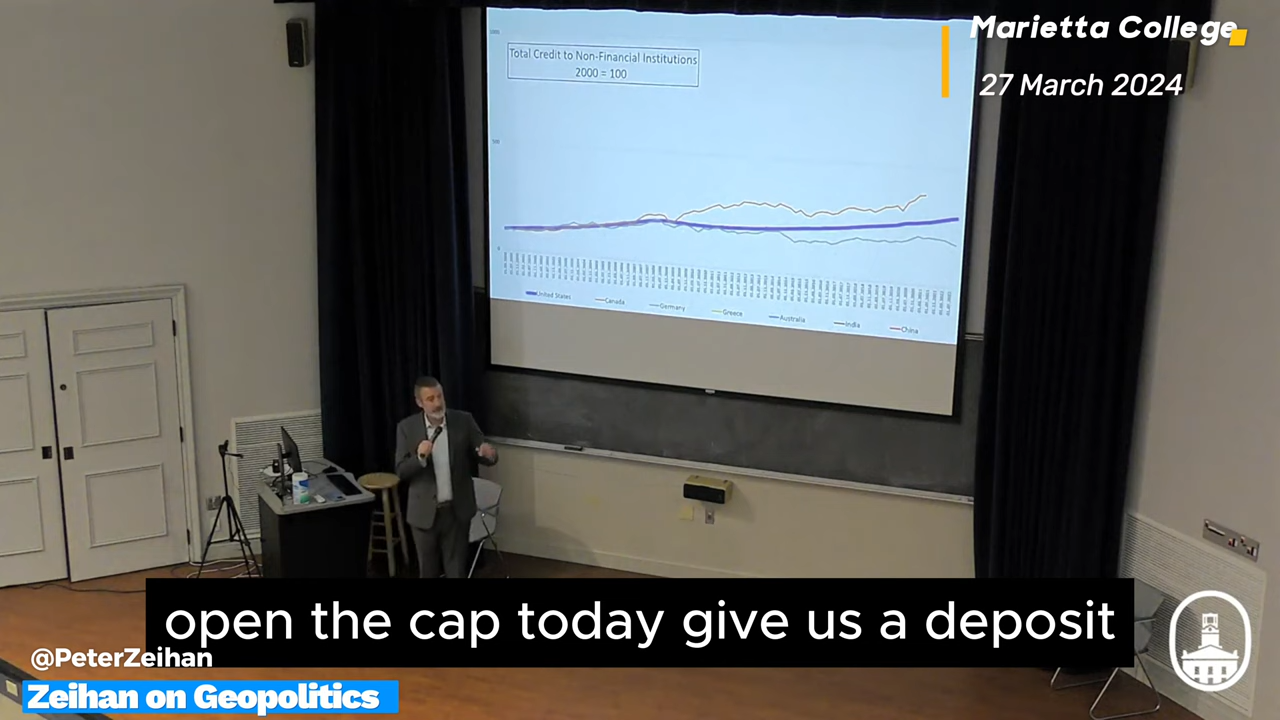 Marietta College
27 March 2024
Total Credit to Non-Financial Institutions
2000 = 100
United States
Canada
Germany
Greece
Australia
India
China
open the cap today give us a deposit
@PeterZeihan
Zeihan on Geopolitics